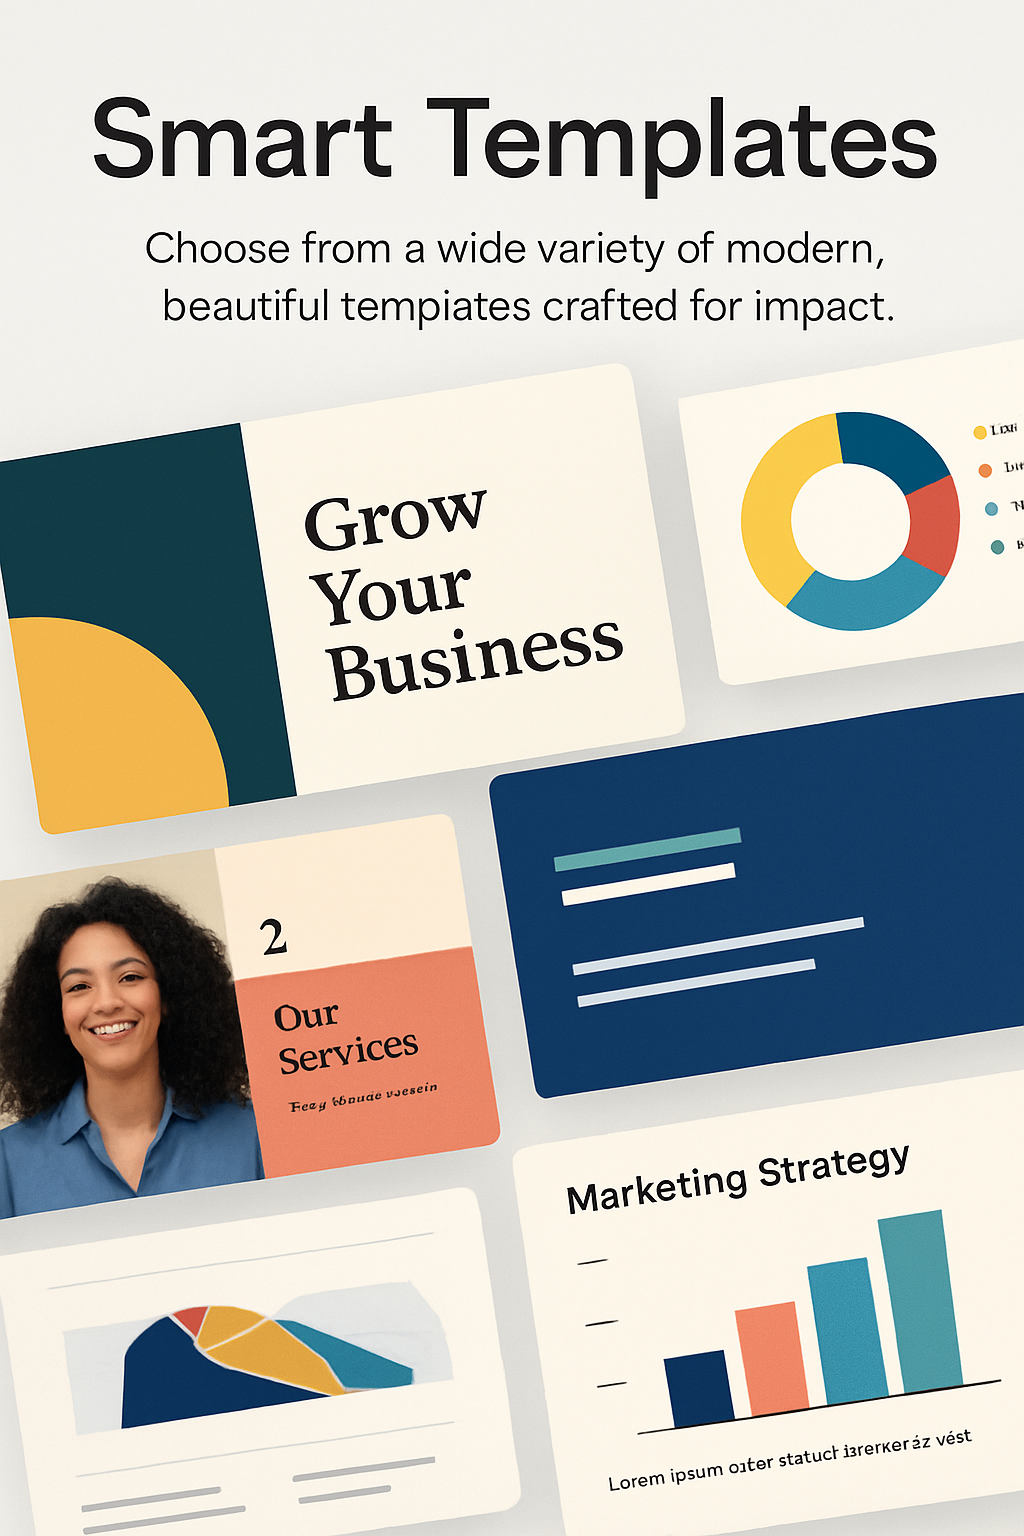 Smart Templates
Choose from a wide variety of modern,
beautiful tempiates crafted for impact.
Grow
Your
Business
2
Our
Services
Marketing Strategy
Lorem ipsum